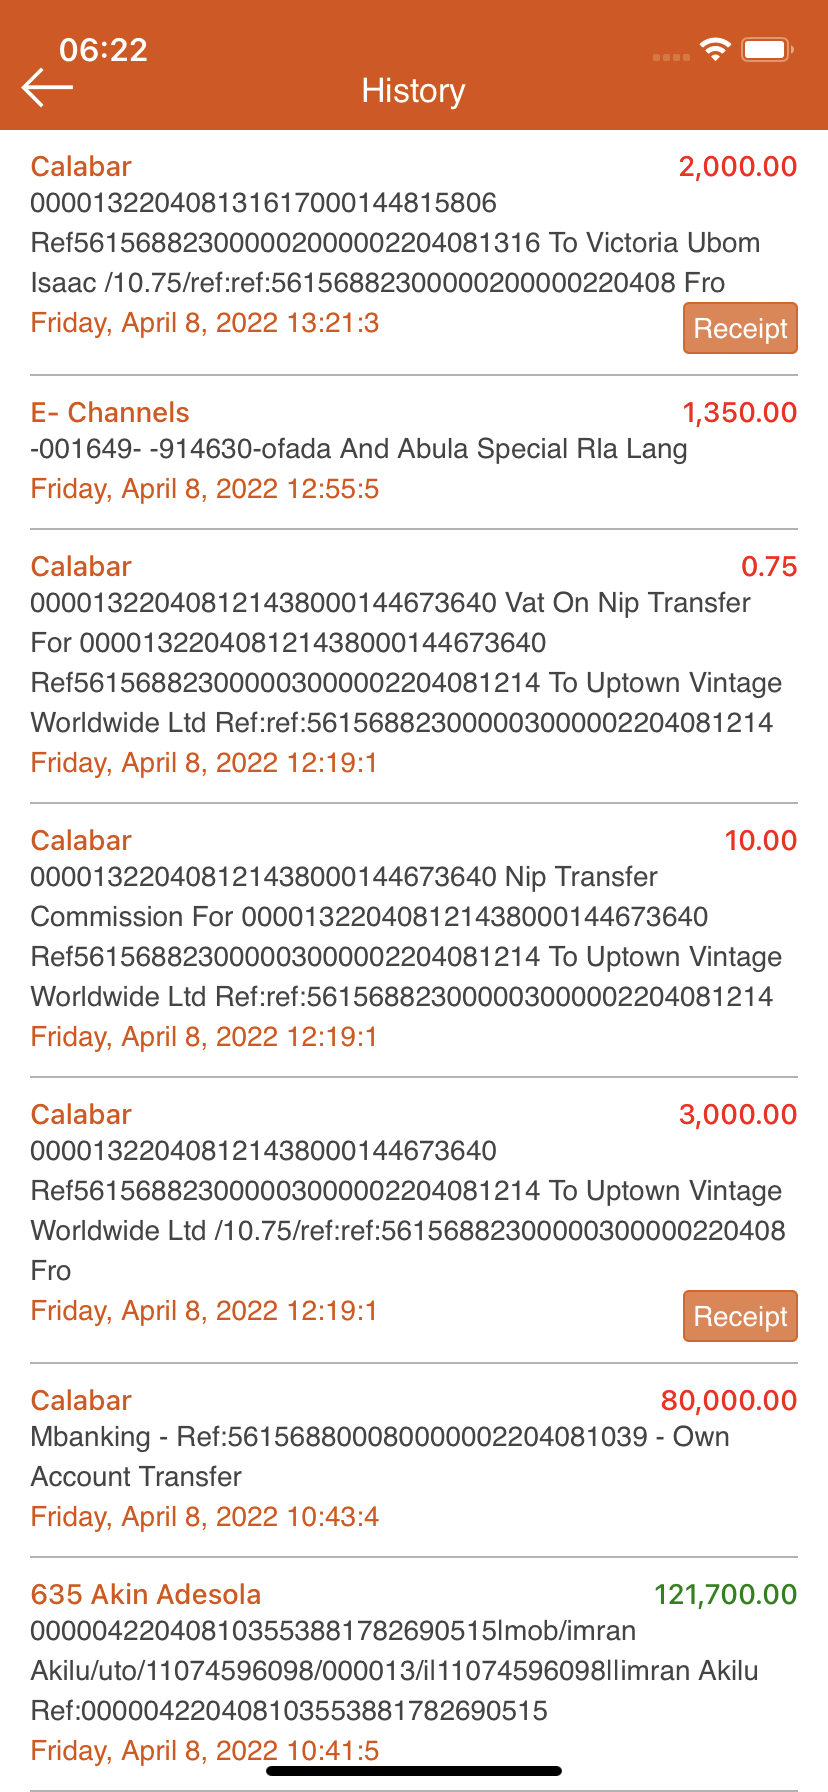 06:22
History
Calabar 2,000.00
000013220408131617000144815806
Ref561568823000002000002204081316 To Victoria Ubom
Isaac /10.75/ref:ref:561568823000002000000220408 Fro
Friday, April 8, 2022 13:21:3
Receipt
E- Channels 1,350.00
-001649- -914630-ofada And Abula Special Rla Lang
Friday, April 8, 2022 12:55:5
Calabar 0.75
000013220408121438000144673640 Vat On Nip Transfer
For 000013220408121438000144673640
Ref561568823000003000002204081214 To Uptown Vintage
Worldwide Ltd Ref:ref:561568823000003000002204081214
Friday, April 8, 2022 12:19:1
Calabar 10.00
000013220408121438000144673640 Nip Transfer
Commission For 000013220408121438000144673640
Ref561568823000003000002204081214 To Uptown Vintage
Worldwide Ltd Ref:ref:561568823000003000002204081214
Friday, April 8, 2022 12:19:1
Calabar 3,000.00
000013220408121438000144673640
Ref561568823000003000002204081214 To Uptown Vintage
Worldwide Ltd /10.75/ref:ref:561568823000003000000220408
Fro
Friday, April 8, 2022 12:19:1
Receipt
Calabar 80,000.00
Mbanking - Ref:561568800080000002204081039 - Own
Account Transfer
Friday, April 8, 2022 10:43:4
635 Akin Adesola 121,700.00
000004220408103553881782690515lmob/imran
Akilu/uto/11074596098/000013/il11074596098llimran Akilu
Ref:000004220408103553881782690515
Friday, April 8, 2022 10:41:5